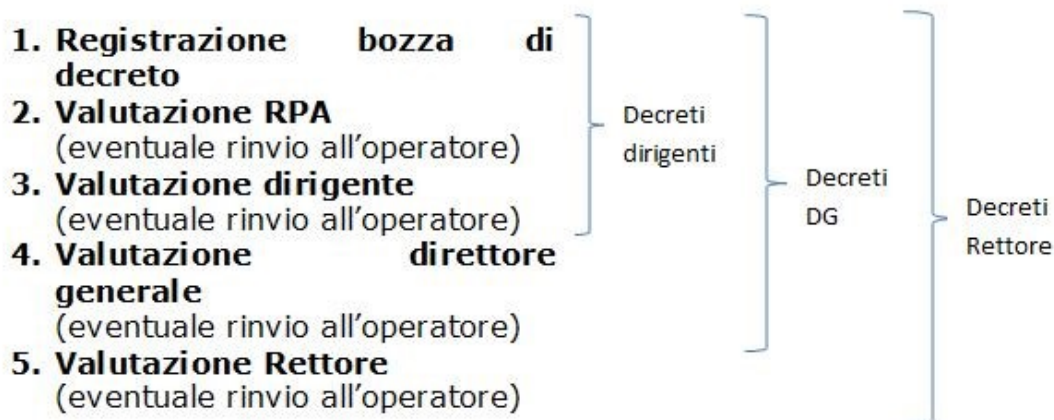 1. Registrazione bozza di
decreto
2. Valutazione RPA
(eventuale rinvio all'operatore)
3. Valutazione dirigente
(eventuale rinvio all'operatore)
4. Valutazione direttore
generale
(eventuale rinvio all'operatore)
5. Valutazione Rettore
(eventuale rinvio all'operatore)
Decreti
dirigenti
Decreti
DG
Decreti
Rettore